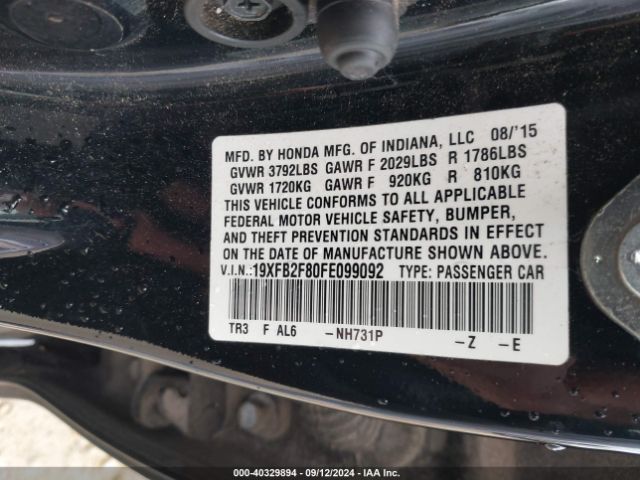 MFD. BY HONDA MFG. OF INDIANA, LLC 08/'15
GVWR 3792LBS GAWR F 2029LBS R 1786LBS
GVWR 1720KG GAWR F 920KG R 810KG
THIS VEHICLE CONFORMS TO ALL APPLICABLE
FEDERAL MOTOR VEHICLE SAFETY, BUMPER,
AND THEFT PREVENTION STANDARDS IN EFFECT
ON THE DATE OF MANUFACTURE SHOWN ABOVE.
V.I.N.:19XFB2F80FE099092 TYPE: PASSENGER CAR
TR3 F AL6 -NH731P -Z -E
000-40329894 - 09/12/2024 - IAA